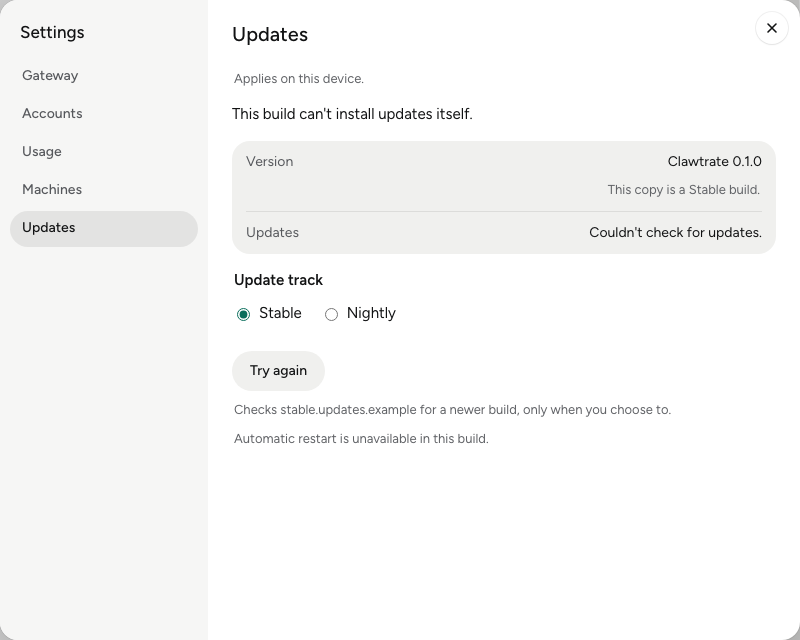 Settings
Gateway
Accounts
Usage
Machines
Updates
Updates
Applies on this device.
This build can't install updates itself.
Version Clawtrate 0.1.0
This copy is a Stable build.
Updates Couldn't check for updates.
Update track
Stable Nightly
Try again
Checks stable.updates.example for a newer build, only when you choose to.
Automatic restart is unavailable in this build.